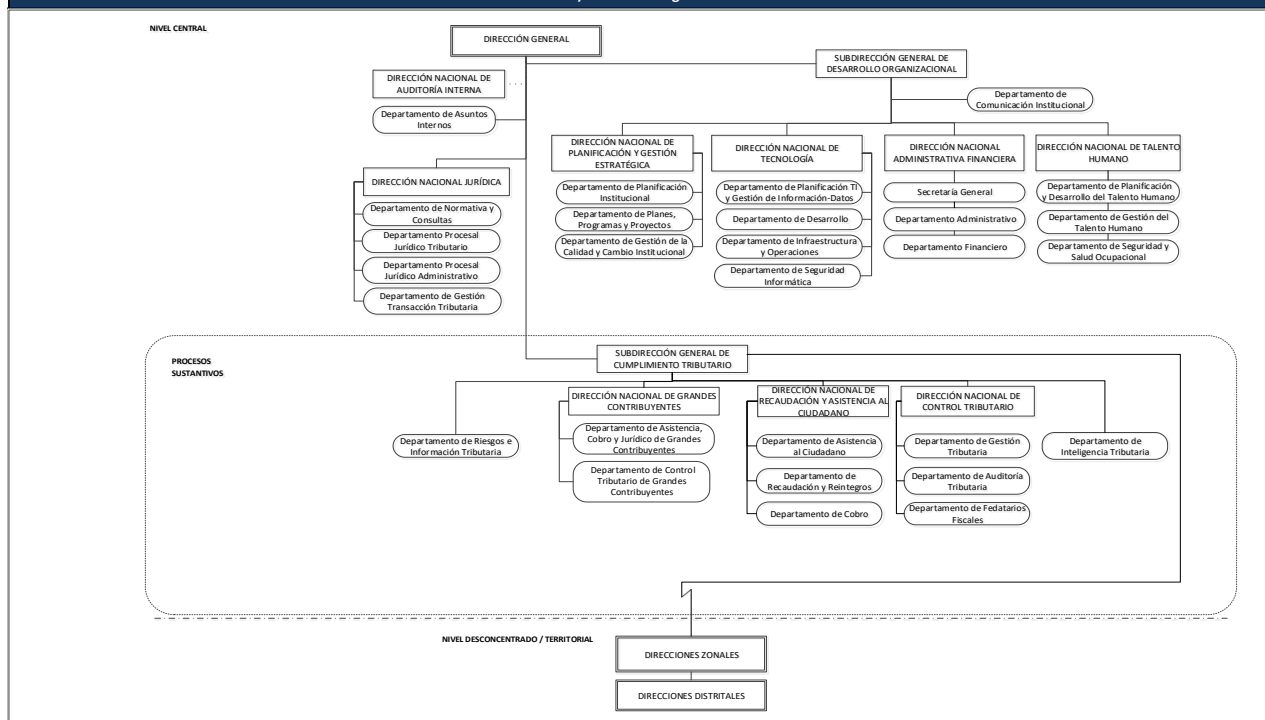 NIVEL CENTRAL
DIRECCIÓN GENERAL
SUBDIRECCIÓN GENERAL DE
DESARROLLO ORGANIZACIONAL
DIRECCIÓN NACIONAL DE
AUDITORÍA INTERNA
Departamento de
Comunicación Institucional
Departamento de Asuntos
Internos
DIRECCIÓN NACIONAL DE
PLANIFICACIÓN Y GESTIÓN
ESTRATÉGICA
DIRECCIÓN NACIONAL DE
TECNOLOGÍA
DIRECCIÓN NACIONAL
ADMINISTRATIVA FINANCIERA
DIRECCIÓN NACIONAL DE TALENTO
HUMANO
DIRECCIÓN NACIONAL JURÍDICA
Departamento de Normativa y
Consultas
Departamento Procesal
Jurídico Tributario
Departamento Procesal
Jurídico Administrativo
Departamento de Gestión
Transacción Tributaria
Departamento de Planificación
Institucional
Departamento de Planes,
Programas y Proyectos
Departamento de Gestión de la
Calidad y Cambio Institucional
Departamento de Planificación TI
y Gestión de Información-Datos
Departamento de Desarrollo
Departamento de Infraestructura
y Operaciones
Departamento de Seguridad
Informática
Secretaría General
Departamento Administrativo
Departamento Financiero
Departamento de Planificación
y Desarrollo del Talento Humano
Departamento de Gestión del
Talento Humano
Departamento de Seguridad y
Salud Ocupacional
PROCESOS
SUSTANTIVOS
SUBDIRECCIÓN GENERAL DE
CUMPLIMIENTO TRIBUTARIO
DIRECCIÓN NACIONAL DE GRANDES
CONTRIBUYENTES
DIRECCIÓN NACIONAL DE
RECAUDACIÓN Y ASISTENCIA AL
CIUDADANO
DIRECCIÓN NACIONAL DE
CONTROL TRIBUTARIO
Departamento de Riesgos e
Información Tributaria
Departamento de Asistencia,
Cobro y Jurídico de Grandes
Contribuyentes
Departamento de Control
Tributario de Grandes
Contribuyentes
Departamento de Asistencia
al Ciudadano
Departamento de
Recaudación y Reintegros
Departamento de Cobro
Departamento de Gestión
Tributaria
Departamento de Auditoría
Tributaria
Departamento de Fedatarios
Fiscales
Departamento de
Inteligencia Tributaria
NIVEL DESCONCENTRADO / TERRITORIAL
DIRECCIONES ZONALES
DIRECCIONES DISTRITALES